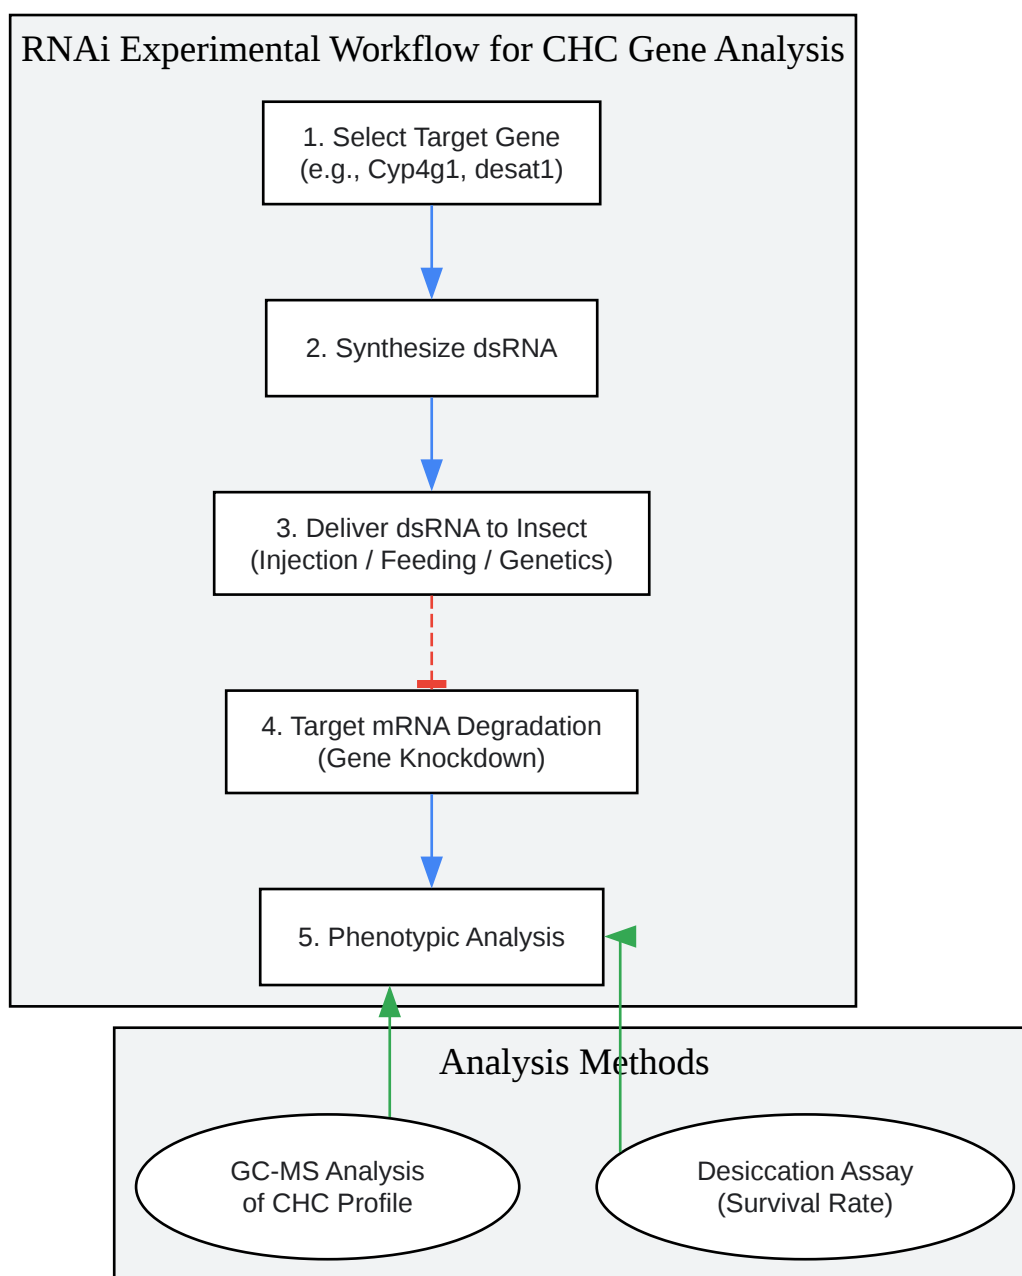 RNAi Experimental Workflow for CHC Gene Analysis
1. Select Target Gene
(e.g., Cyp4g1, desat1)
2. Synthesize dsRNA
3. Deliver dsRNA to Insect
(Injection / Feeding / Genetics)
4. Target mRNA Degradation
(Gene Knockdown)
5. Phenotypic Analysis
Analysis Methods
GC-MS Analysis
of CHC Profile
Desiccation Assay
(Survival Rate)